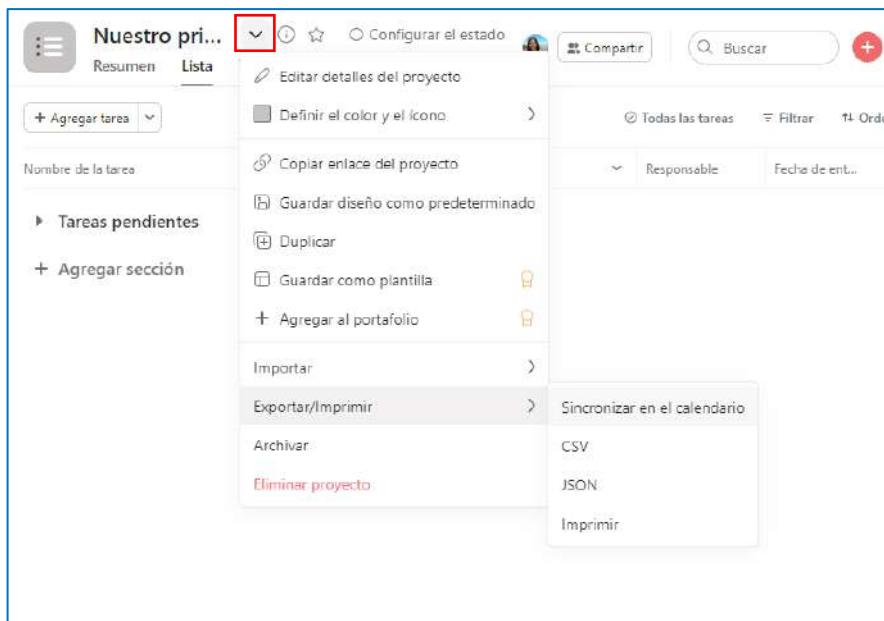 Nuestro pri...
Configurar el estado
Compartir
Buscar
Resumen Lista
+ Agregar tarea
Todas las tareas
Filtrar
Orde
Nombre de la tarea
Responsable
Fecha de ent...
Tareas pendientes
+ Agregar sección
Editar detalles del proyecto
Definir el color y el ícono
Copiar enlace del proyecto
Guardar diseño como predeterminado
Duplicar
Guardar como plantilla
+ Agregar al portafolio
Importar
Exportar/Imprimir
Archivar
Eliminar proyecto
Sincronizar en el calendario
CSV
JSON
Imprimir